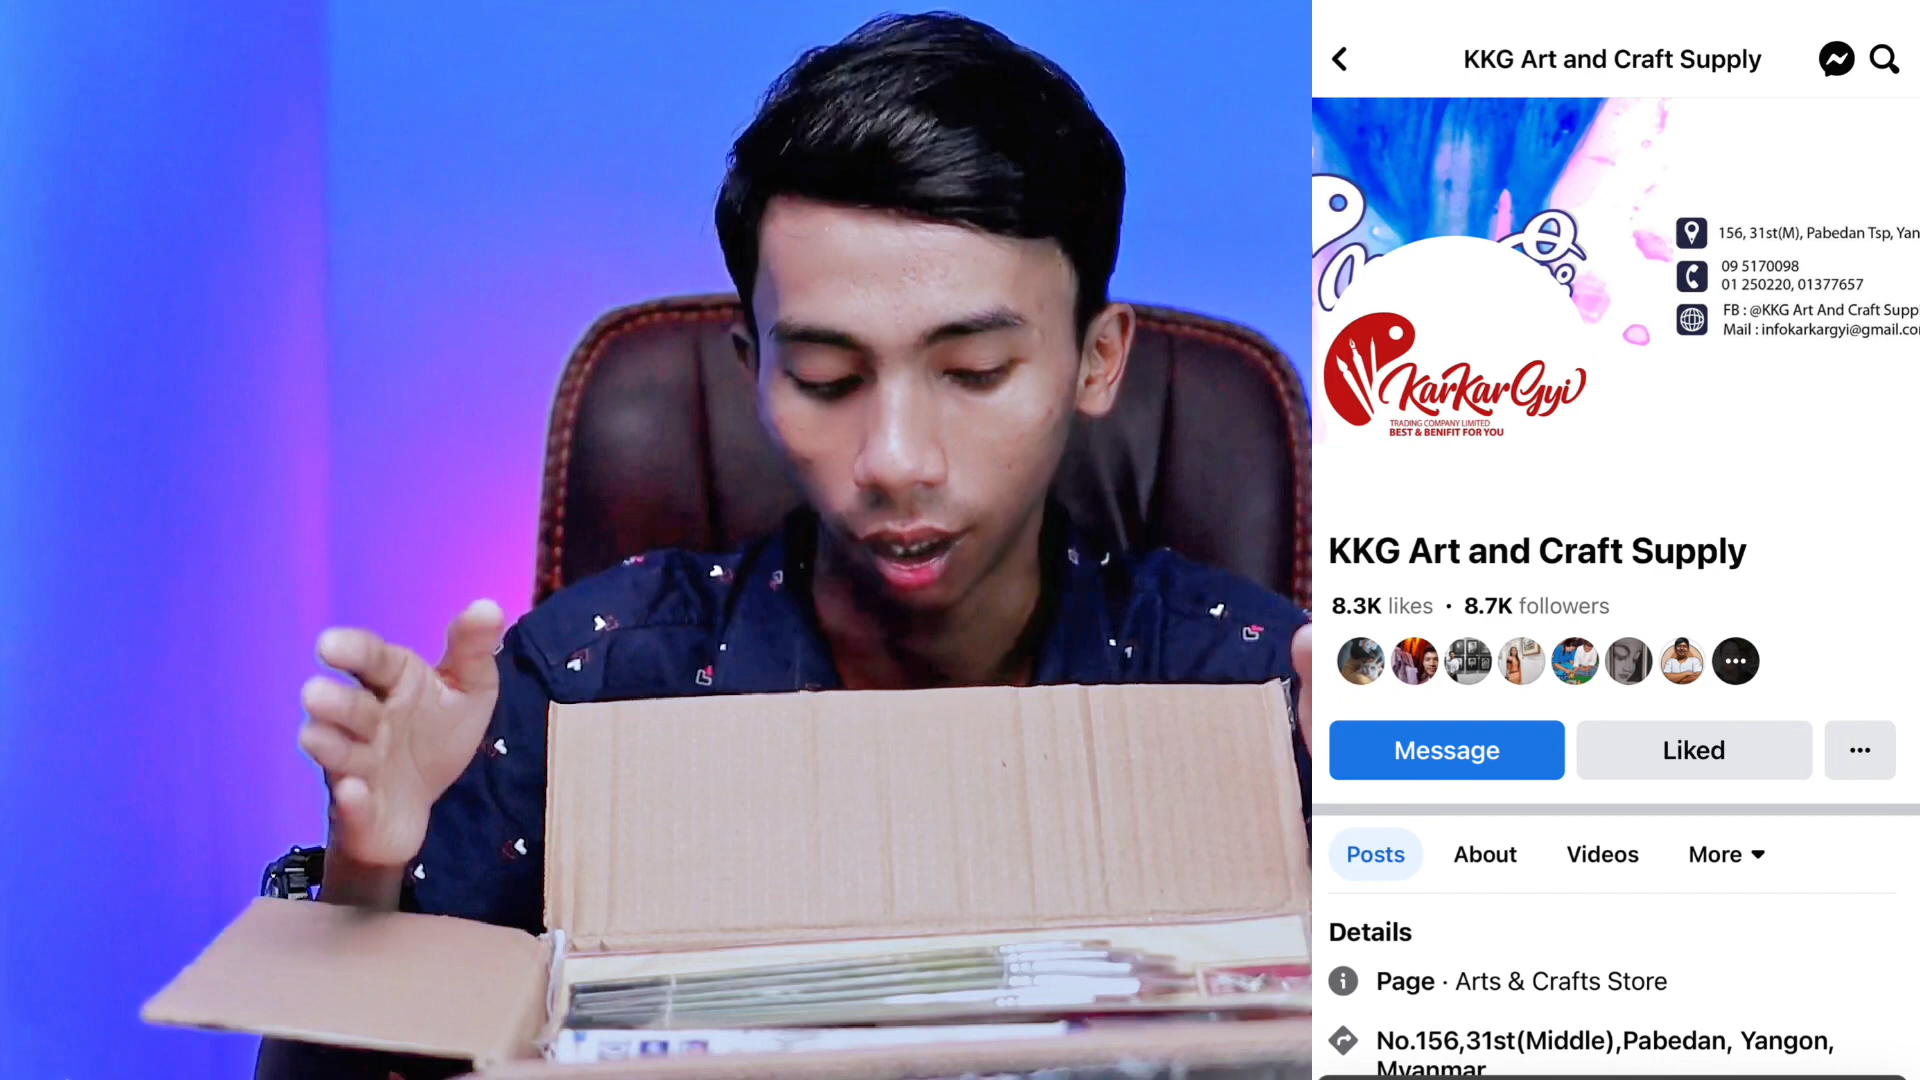 KKG Art and Craft Supply
156, 31st(M), Pabedan Tsp, Yan
09 5170098
01 250220, 01377657
FB : @KKG Art And Craft Supp
Mail : infokarkargyi@gmail.co
KarKarGyi
TRADING COMPANY LIMITED
BEST & BENIFIT FOR YOU
KKG Art and Craft Supply
8.3K likes · 8.7K followers
Message
Liked
Posts
About
Videos
More
Details
Page · Arts & Crafts Store
No.156,31st(Middle),Pabedan, Yangon,
Myanmar